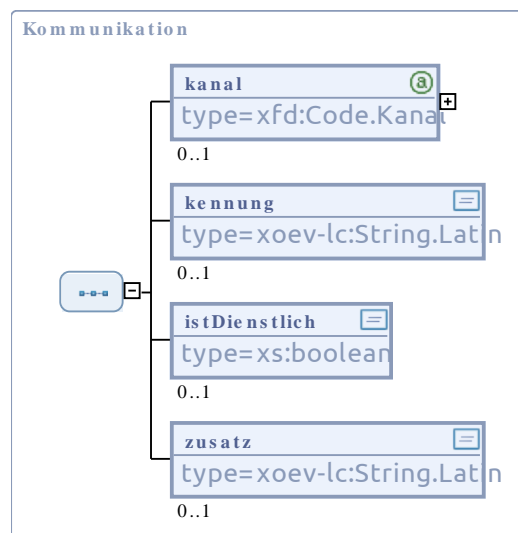 Kommunikation
kanal
type=xfd:Code.Kanal
0..1
kennung
type=xoev-lc:String.Latin
0..1
istDienstlich
type=xs:boolean
0..1
zusatz
type=xoev-lc:String.Latin
0..1